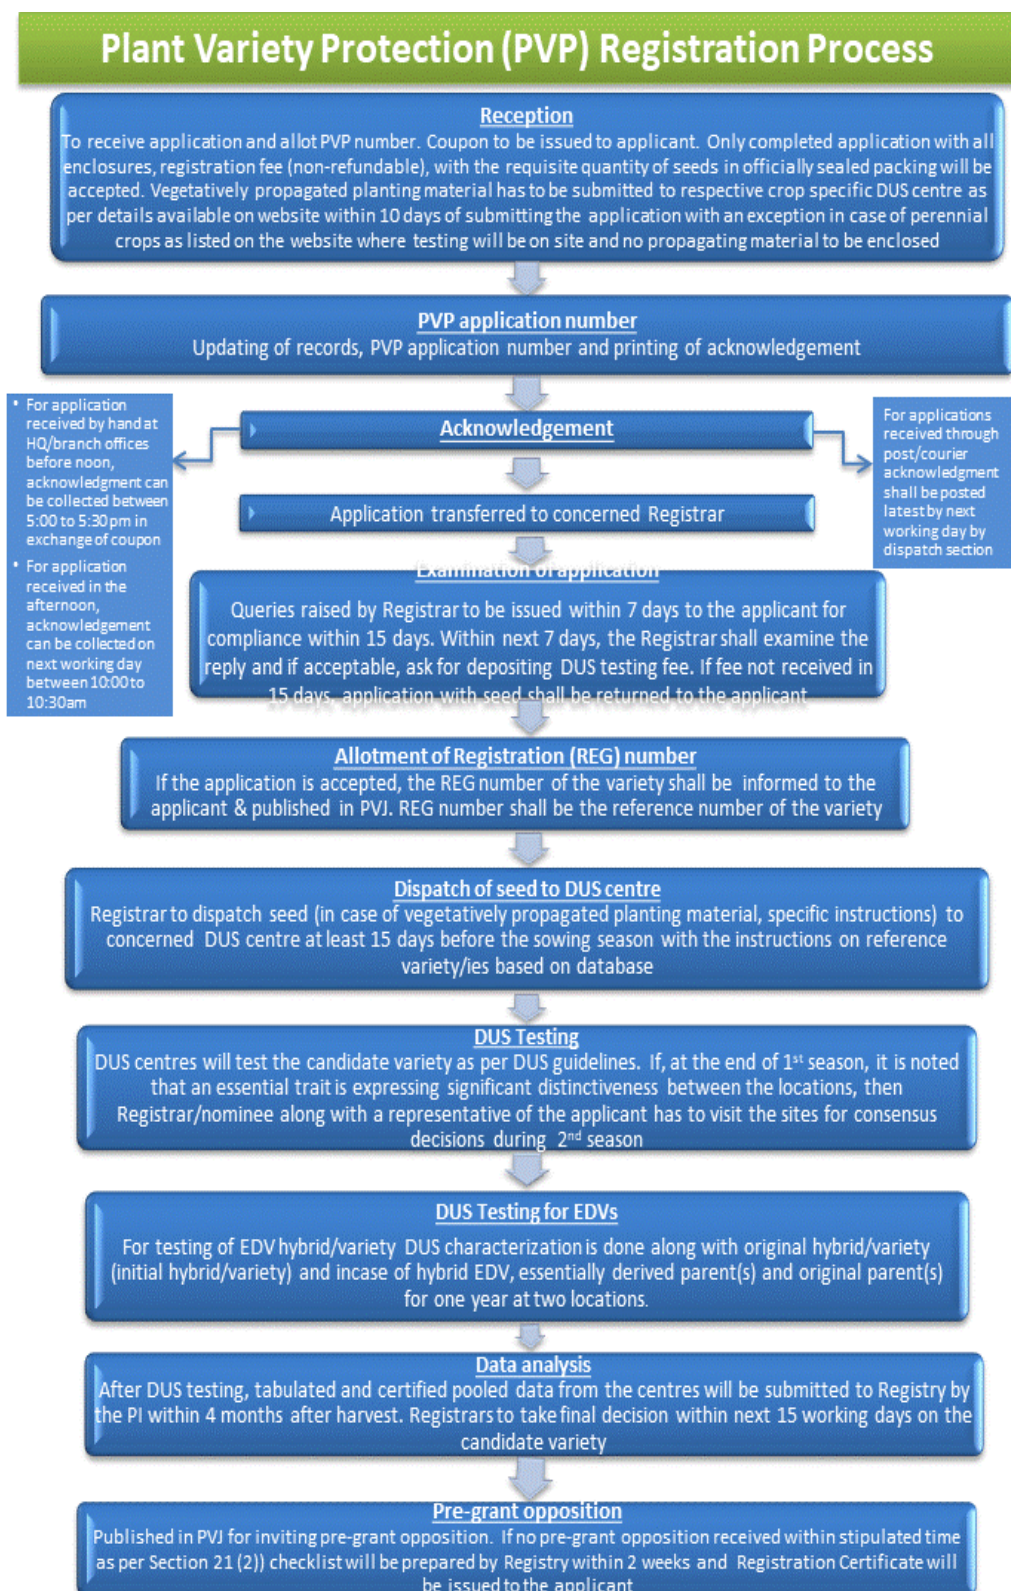 Plant Variety Protection (PVP) Registration Process
Reception
To receive application and allot PVP number. Coupon to be issued to applicant. Only completed application with all
enclosures, registration fee (non-refundable), with the requisite quantity of seeds in officially sealed packing will be
accepted. Vegetatively propagated planting material has to be submitted to respective crop specific DUS centre as
per details available on website within 10 days of submitting the application with an exception in case of perennial
crops as listed on the website where testing will be on site and no propagating material to be enclosed
PVP application number
Updating of records, PVP application number and printing of acknowledgement
• For application
received by hand at
HQ/branch offices
before noon,
acknowledgment can
be collected between
5:00 to 5:30 pm in
exchange of coupon
• For application
received in the
afternoon,
acknowledgement
can be collected on
next working day
between 10:00 to
10:30am
Acknowledgement
For applications
received through
post/courier
acknowledgment
shall be posted
latest by next
working day by
dispatch section
Application transferred to concerned Registrar
Examination of application
Queries raised by Registrar to be issued within 7 days to the applicant for
compliance within 15 days. Within next 7 days, the Registrar shall examine the
reply and if acceptable, ask for depositing DUS testing fee. If fee not received in
15 days, application with seed shall be returned to the applicant
Allotment of Registration (REG) number
If the application is accepted, the REG number of the variety shall be informed to the
applicant & published in PVJ. REG number shall be the reference number of the variety
Dispatch of seed to DUS centre
Registrar to dispatch seed (in case of vegetatively propagated planting material, specific instructions) to
concerned DUS centre at least 15 days before the sowing season with the instructions on reference
variety/ies based on database
DUS Testing
DUS centres will test the candidate variety as per DUS guidelines. If, at the end of 1st season, it is noted
that an essential trait is expressing significant distinctiveness between the locations, then
Registrar/nominee along with a representative of the applicant has to visit the sites for consensus
decisions during 2nd season
DUS Testing for EDVs
For testing of EDV hybrid/variety DUS characterization is done along with original hybrid/variety
(initial hybrid/variety) and incase of hybrid EDV, essentially derived parent(s) and original parent(s)
for one year at two locations.
Data analysis
After DUS testing, tabulated and certified pooled data from the centres will be submitted to Registry by
the PI within 4 months after harvest. Registrars to take final decision within next 15 working days on the
candidate variety
Pre-grant opposition
Published in PVJ for inviting pre-grant opposition. If no pre-grant opposition received within stipulated time
as per Section 21 (2)) checklist will be prepared by Registry within 2 weeks and Registration Certificate will
be issued to the applicant